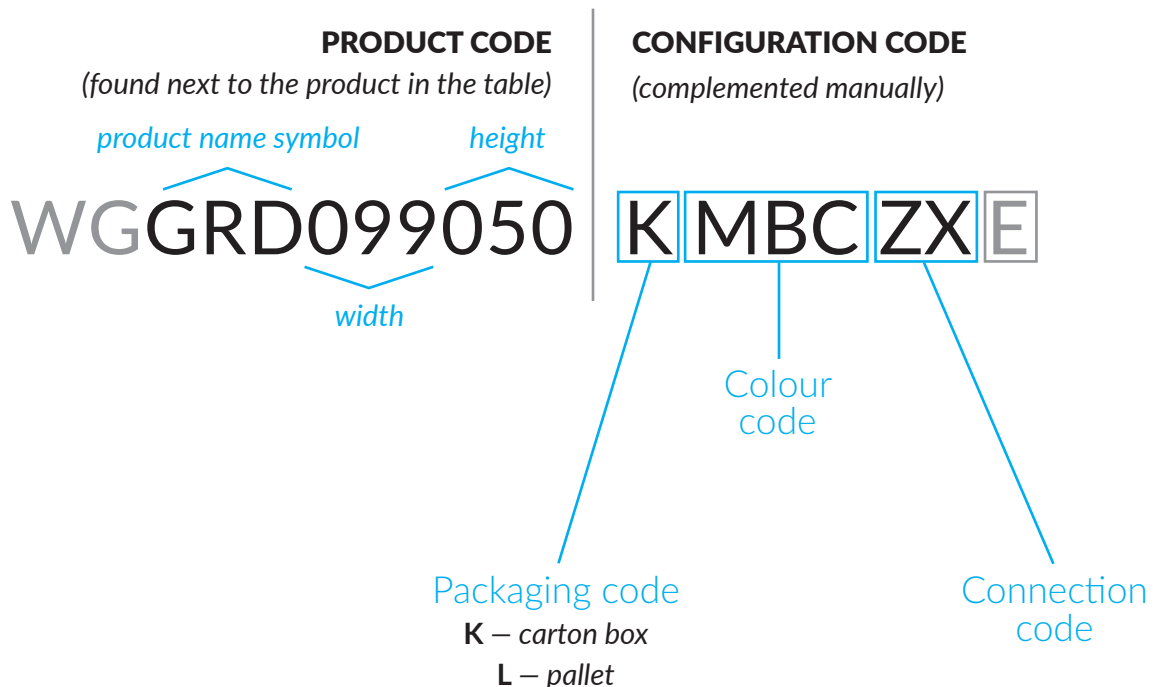 PRODUCT CODE
(found next to the product in the table)
product name symbol
height
WGGRD099050
width
CONFIGURATION CODE
(complemented manually)
K MBC ZX E
Colour
code
Packaging code
K – carton box
L – pallet
Connection
code